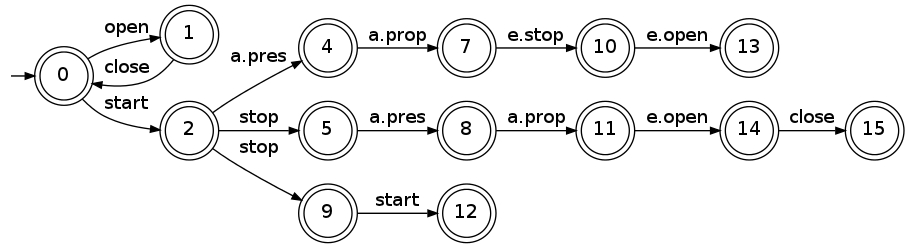 open
1
close
0
start
a.pres
4
a.prop
7
e.stop
10
e.open
13
2
stop
5
a.pres
8
a.prop
11
e.open
14
close
15
stop
9
start
12